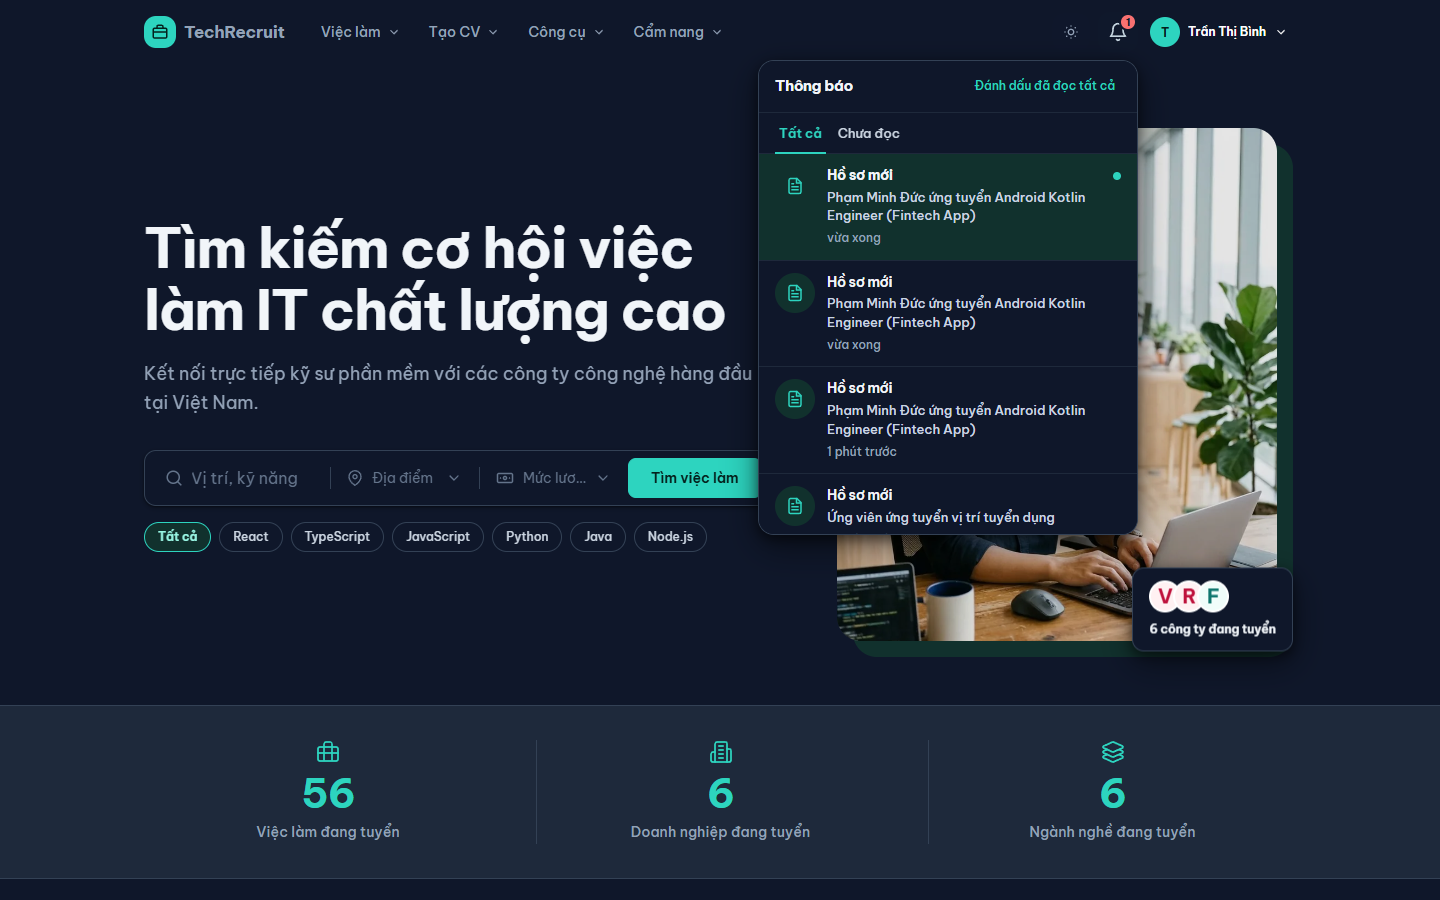 TechRecruit
Việc làm
Tạo CV
Công cụ
Cẩm nang
1
T
Trần Thị Bình
Thông báo
Đánh dấu đã đọc tất cả
Tất cả
Chưa đọc
Hồ sơ mới
Phạm Minh Đức ứng tuyển Android Kotlin
Engineer (Fintech App)
vừa xong
Hồ sơ mới
Phạm Minh Đức ứng tuyển Android Kotlin
Engineer (Fintech App)
vừa xong
Hồ sơ mới
Phạm Minh Đức ứng tuyển Android Kotlin
Engineer (Fintech App)
1 phút trước
Hồ sơ mới
Ứng viên ứng tuyển vị trí tuyển dụng
Tìm kiếm cơ hội việc
làm IT chất lượng cao
Kết nối trực tiếp kỹ sư phần mềm với các công ty công nghệ hàng đầu
tại Việt Nam.
Vị trí, kỹ năng
Địa điểm
Mức lươ...
Tìm việc làm
Tất cả
React
TypeScript
JavaScript
Python
Java
Node.js
V R F
6 công ty đang tuyển
56
Việc làm đang tuyển
6
Doanh nghiệp đang tuyển
6
Ngành nghề đang tuyển